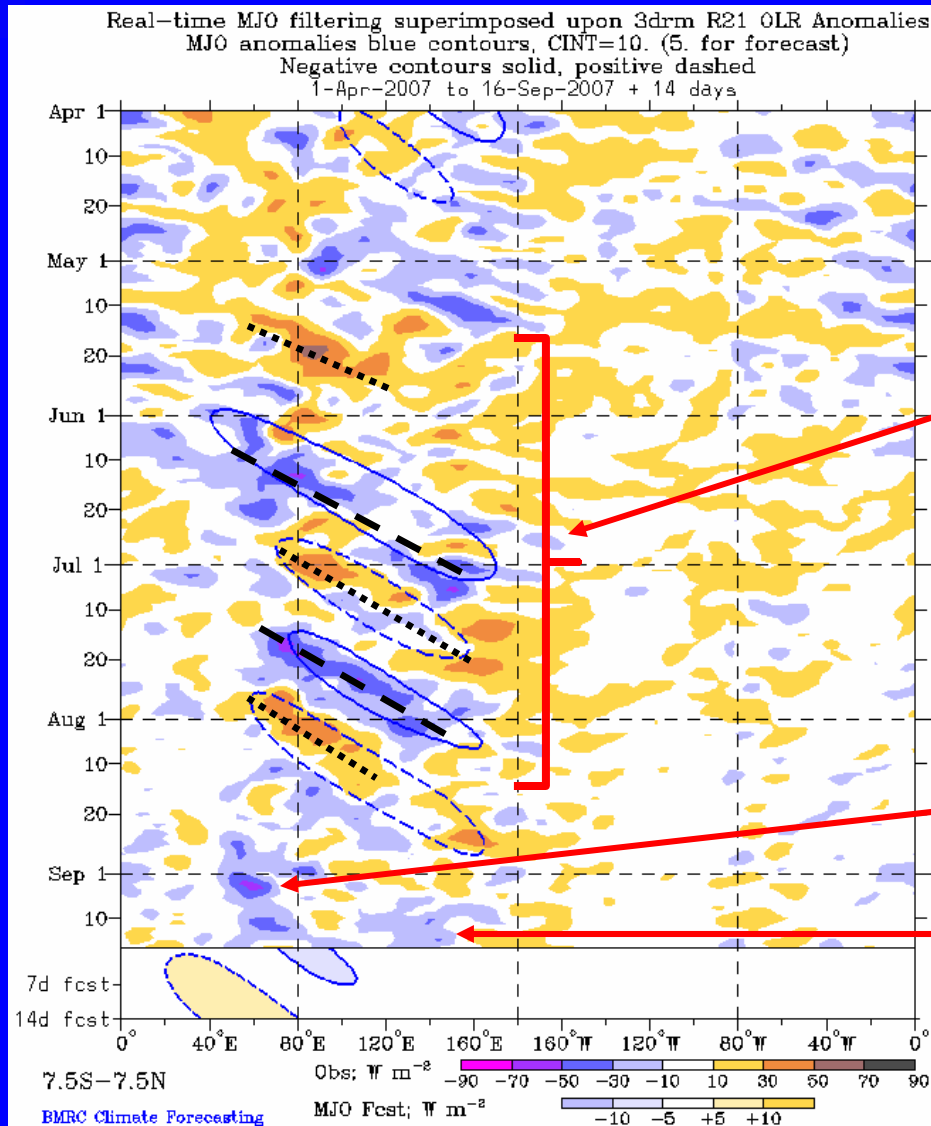 Real-time MJO filtering superimposed upon 3drm R21 OLR Anomalies
MJO anomalies blue contours, CINT=10. (5. for forecast)
Negative contours solid, positive dashed
1-Apr-2007 to 16-Sep-2007 + 14 days
Apr 1
10
20
May 1
10
20
Jun 1
10
20
Jul 1
10
20
Aug 1
10
20
Sep 1
10
7d fcst
14d fcst
0° 40°E 80°E 120°E 160°E 160°W 120°W 80°W 40°W 0°
7.5S-7.5N
Obs; W m-2
-90 -70 -50 -30 -10 10 30 50 70 90
MJO Fcst; W m-2
-10 -5 +5 +10
BMRC Climate Forecasting